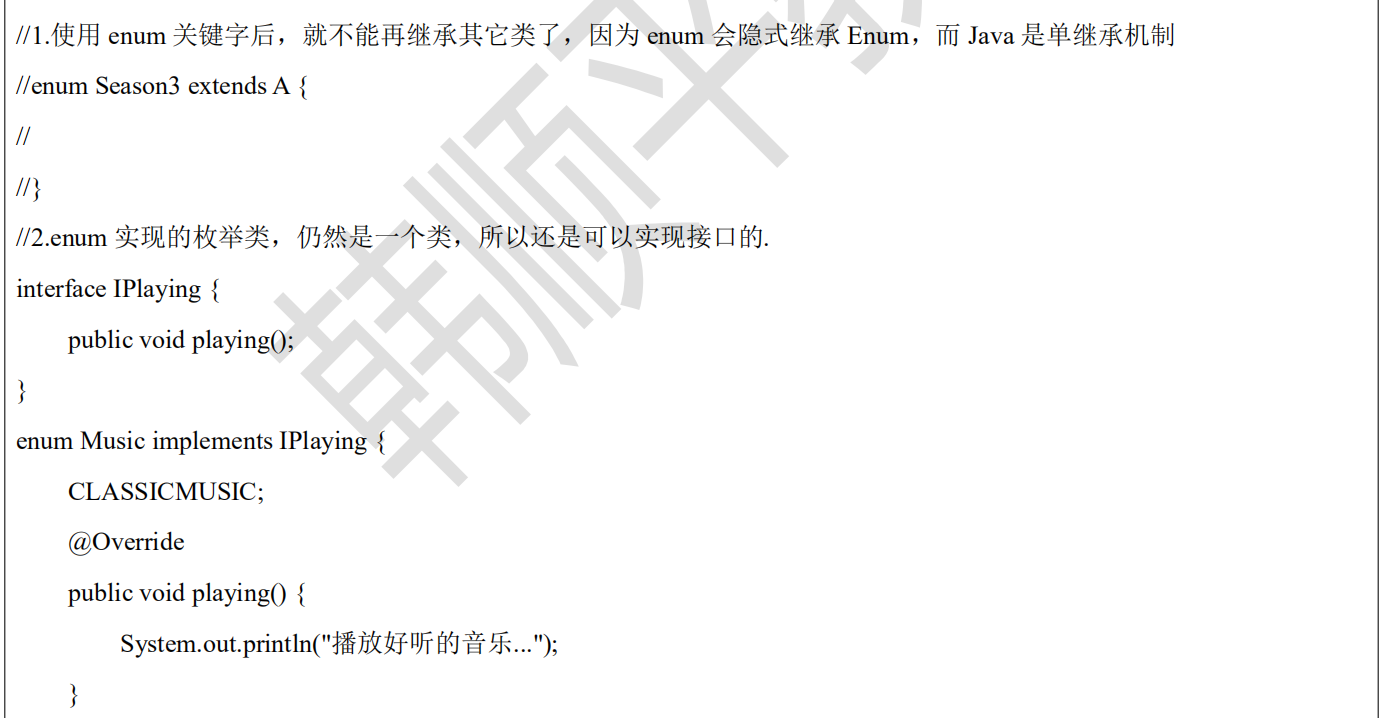 //1.使用 enum 关键字后，就不能再继承其它类了，因为 enum 会隐式继承 Enum，而 Java 是单继承机制
//enum Season3 extends A {
//
//}
//2.enum 实现的枚举类，仍然是一个类，所以还是可以实现接口的.
interface IPlaying {
public void playing();
}
enum Music implements IPlaying {
CLASSICMUSIC;
@Override
public void playing() {
System.out.println("播放好听的音乐...");
}
韩顺平